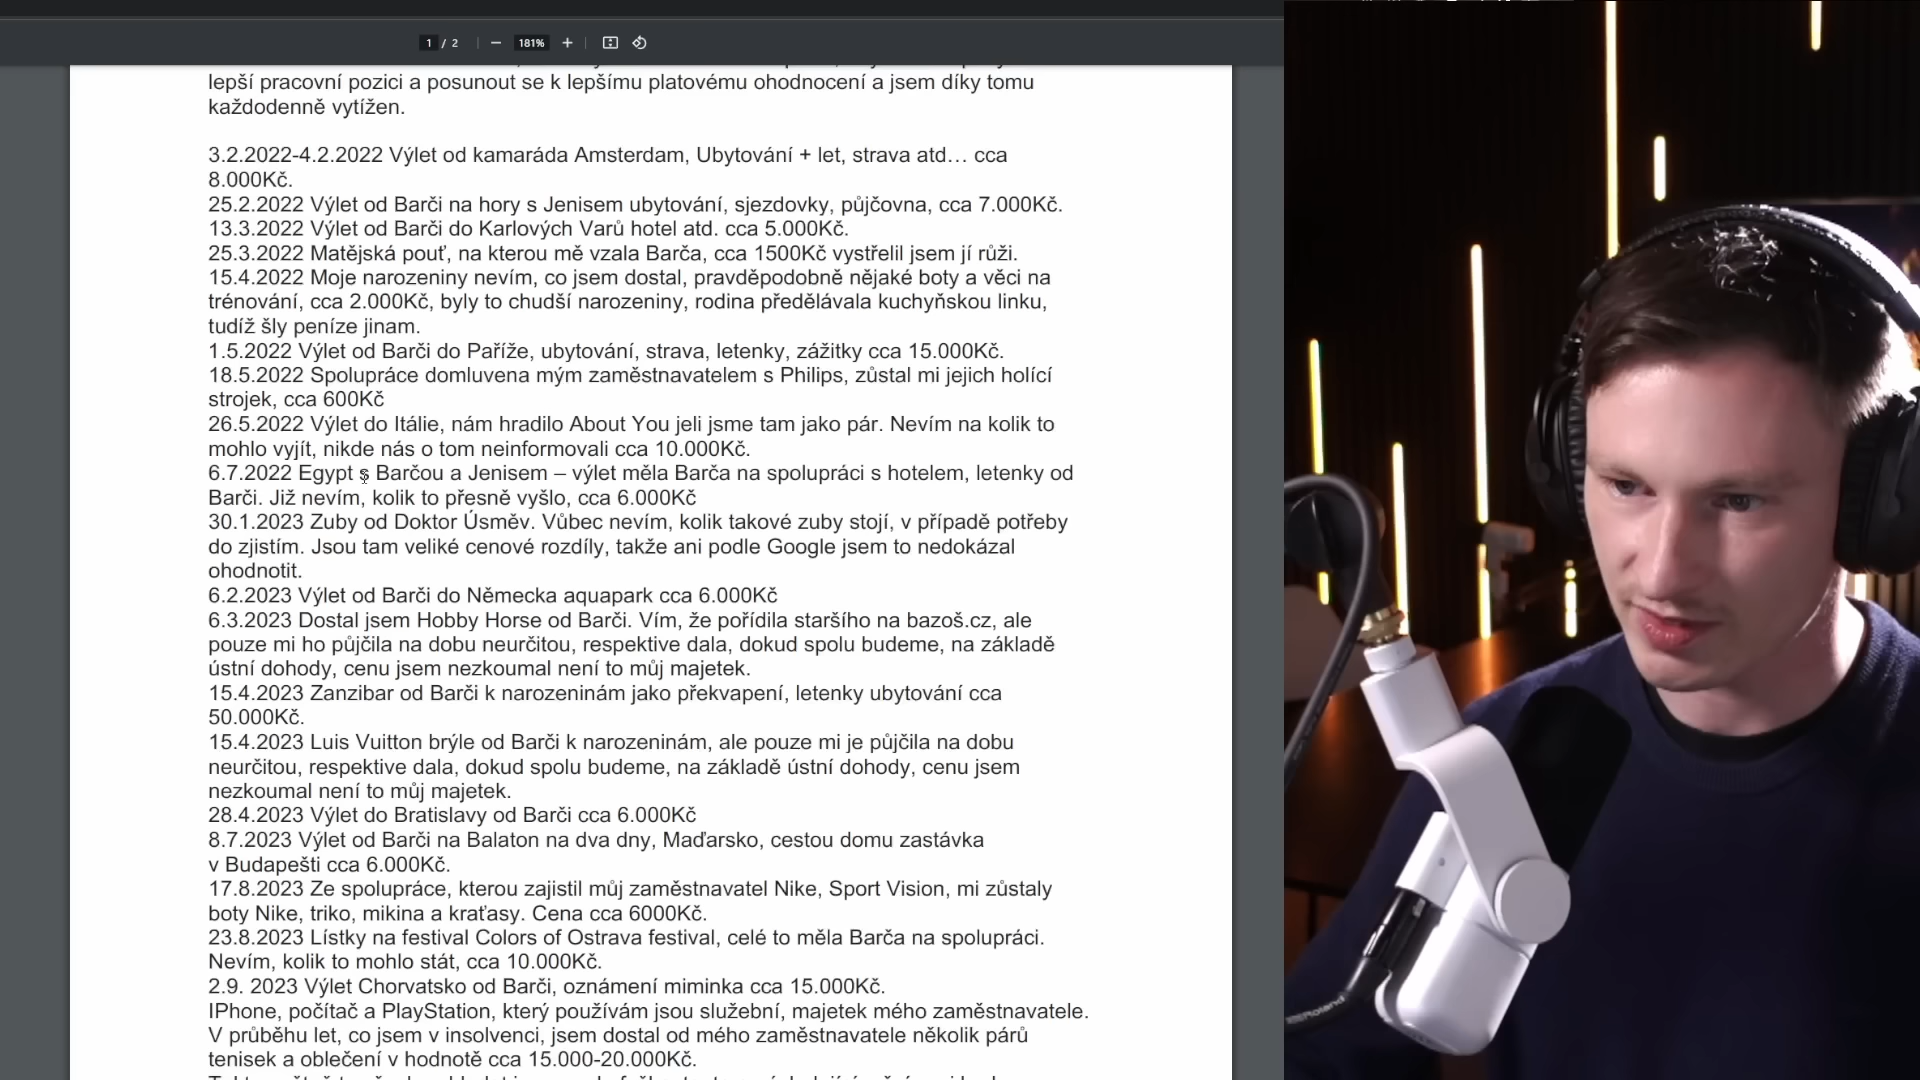 1 / 2 181%
lepší pracovní pozici a posunout se k lepšímu platovému ohodnocení a jsem díky tomu
každodenně vytížen.
3.2.2022-4.2.2022 Výlet od kamaráda Amsterdam, Ubytování + let, strava atd… cca
8.000Kč.
25.2.2022 Výlet od Barči na hory s Jenisem ubytování, sjezdovky, půjčovna, cca 7.000Kč.
13.3.2022 Výlet od Barči do Karlových Varů hotel atd. cca 5.000Kč.
25.3.2022 Matějská pouť, na kterou mě vzala Barča, cca 1500Kč vystřelil jsem jí růži.
15.4.2022 Moje narozeniny nevím, co jsem dostal, pravděpodobně nějaké boty a věci na
trénování, cca 2.000Kč, byly to chudší narozeniny, rodina předělávala kuchyňskou linku,
tudíž šly peníze jinam.
1.5.2022 Výlet od Barči do Paříže, ubytování, strava, letenky, zážitky cca 15.000Kč.
18.5.2022 Spolupráce domluvena mým zaměstnavatelem s Philips, zůstal mi jejich holící
strojek, cca 600Kč
26.5.2022 Výlet do Itálie, nám hradilo About You jeli jsme tam jako pár. Nevím na kolik to
mohlo vyjít, nikde nás o tom neinformovali cca 10.000Kč.
6.7.2022 Egypt s Barčou a Jenisem – výlet měla Barča na spolupráci s hotelem, letenky od
Barči. Již nevím, kolik to přesně vyšlo, cca 6.000Kč
30.1.2023 Zuby od Doktor Úsměv. Vůbec nevím, kolik takové zuby stojí, v případě potřeby
do zjistím. Jsou tam veliké cenové rozdíly, takže ani podle Google jsem to nedokázal
ohodnotit.
6.2.2023 Výlet od Barči do Německa aquapark cca 6.000Kč
6.3.2023 Dostal jsem Hobby Horse od Barči. Vím, že pořídila staršího na bazoš.cz, ale
pouze mi ho půjčila na dobu neurčitou, respektive dala, dokud spolu budeme, na základě
ústní dohody, cenu jsem nezkoumal není to můj majetek.
15.4.2023 Zanzibar od Barči k narozeninám jako překvapení, letenky ubytování cca
50.000Kč.
15.4.2023 Luis Vuitton brýle od Barči k narozeninám, ale pouze mi je půjčila na dobu
neurčitou, respektive dala, dokud spolu budeme, na základě ústní dohody, cenu jsem
nezkoumal není to můj majetek.
28.4.2023 Výlet do Bratislavy od Barči cca 6.000Kč
8.7.2023 Výlet od Barči na Balaton na dva dny, Maďarsko, cestou domu zastávka
v Budapešti cca 6.000Kč.
17.8.2023 Ze spolupráce, kterou zajistil můj zaměstnavatel Nike, Sport Vision, mi zůstaly
boty Nike, triko, mikina a kraťasy. Cena cca 6000Kč.
23.8.2023 Lístky na festival Colors of Ostrava festival, celé to měla Barča na spolupráci.
Nevím, kolik to mohlo stát, cca 10.000Kč.
2.9. 2023 Výlet Chorvatsko od Barči, oznámení miminka cca 15.000Kč.
IPhone, počítač a PlayStation, který používám jsou služební, majetek mého zaměstnavatele.
V průběhu let, co jsem v insolvenci, jsem dostal od mého zaměstnavatele několik párů
tenisek a oblečení v hodnotě cca 15.000-20.000Kč.
Roland